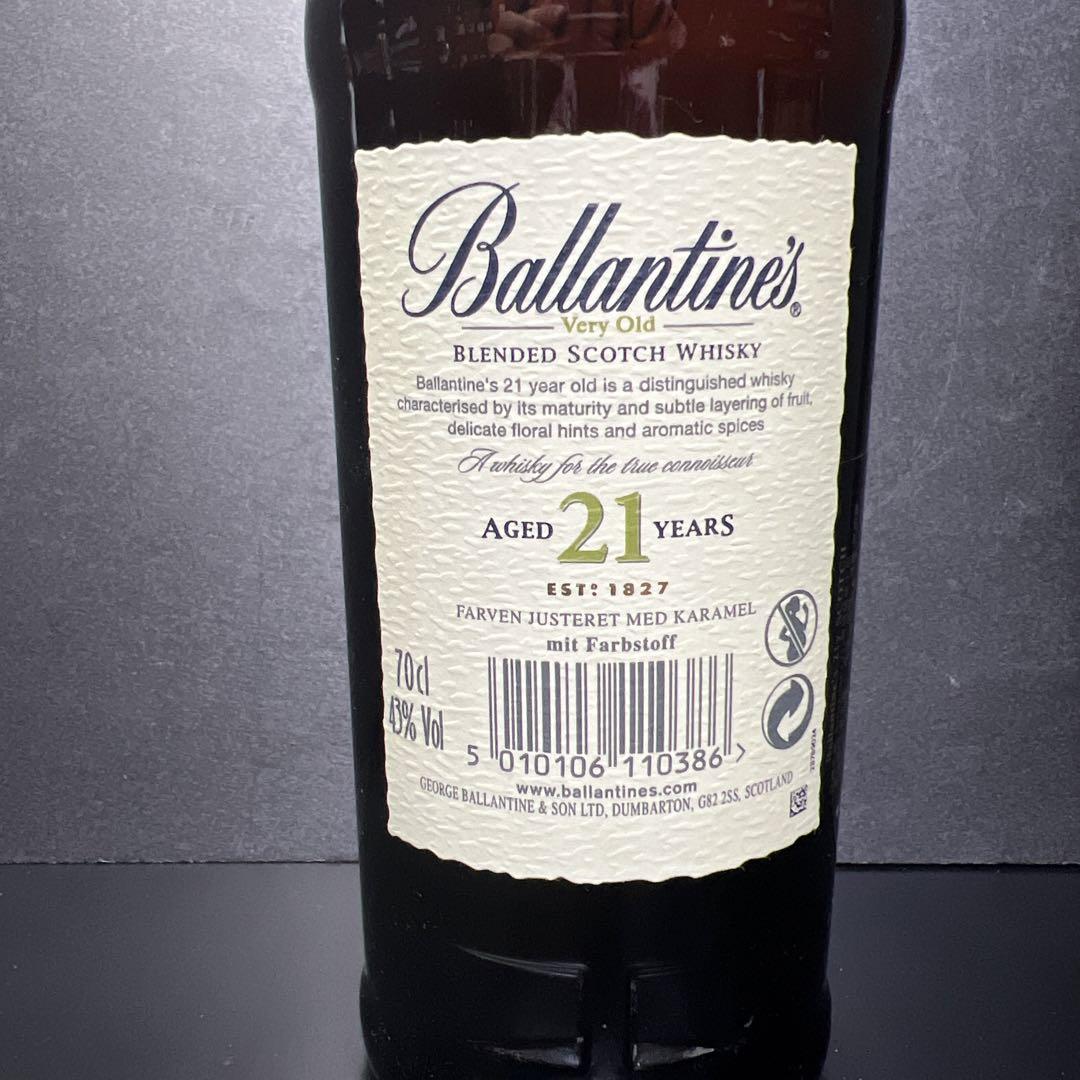 Ballantine's®
Very Old
BLENDED SCOTCH WHISKY
Ballantine's 21 year old is a distinguished whisky
characterised by its maturity and subtle layering of fruit,
delicate floral hints and aromatic spices
A whisky for the true connoisseur
AGED 21 YEARS
ESTº 1827
FARVEN JUSTERET MED KARAMEL
mit Farbstoff
70cl
43% Vol
5 010106 110386 >
www.ballantines.com
GEORGE BALLANTINE & SON LTD, DUMBARTON, G82 2SS, SCOTLAND